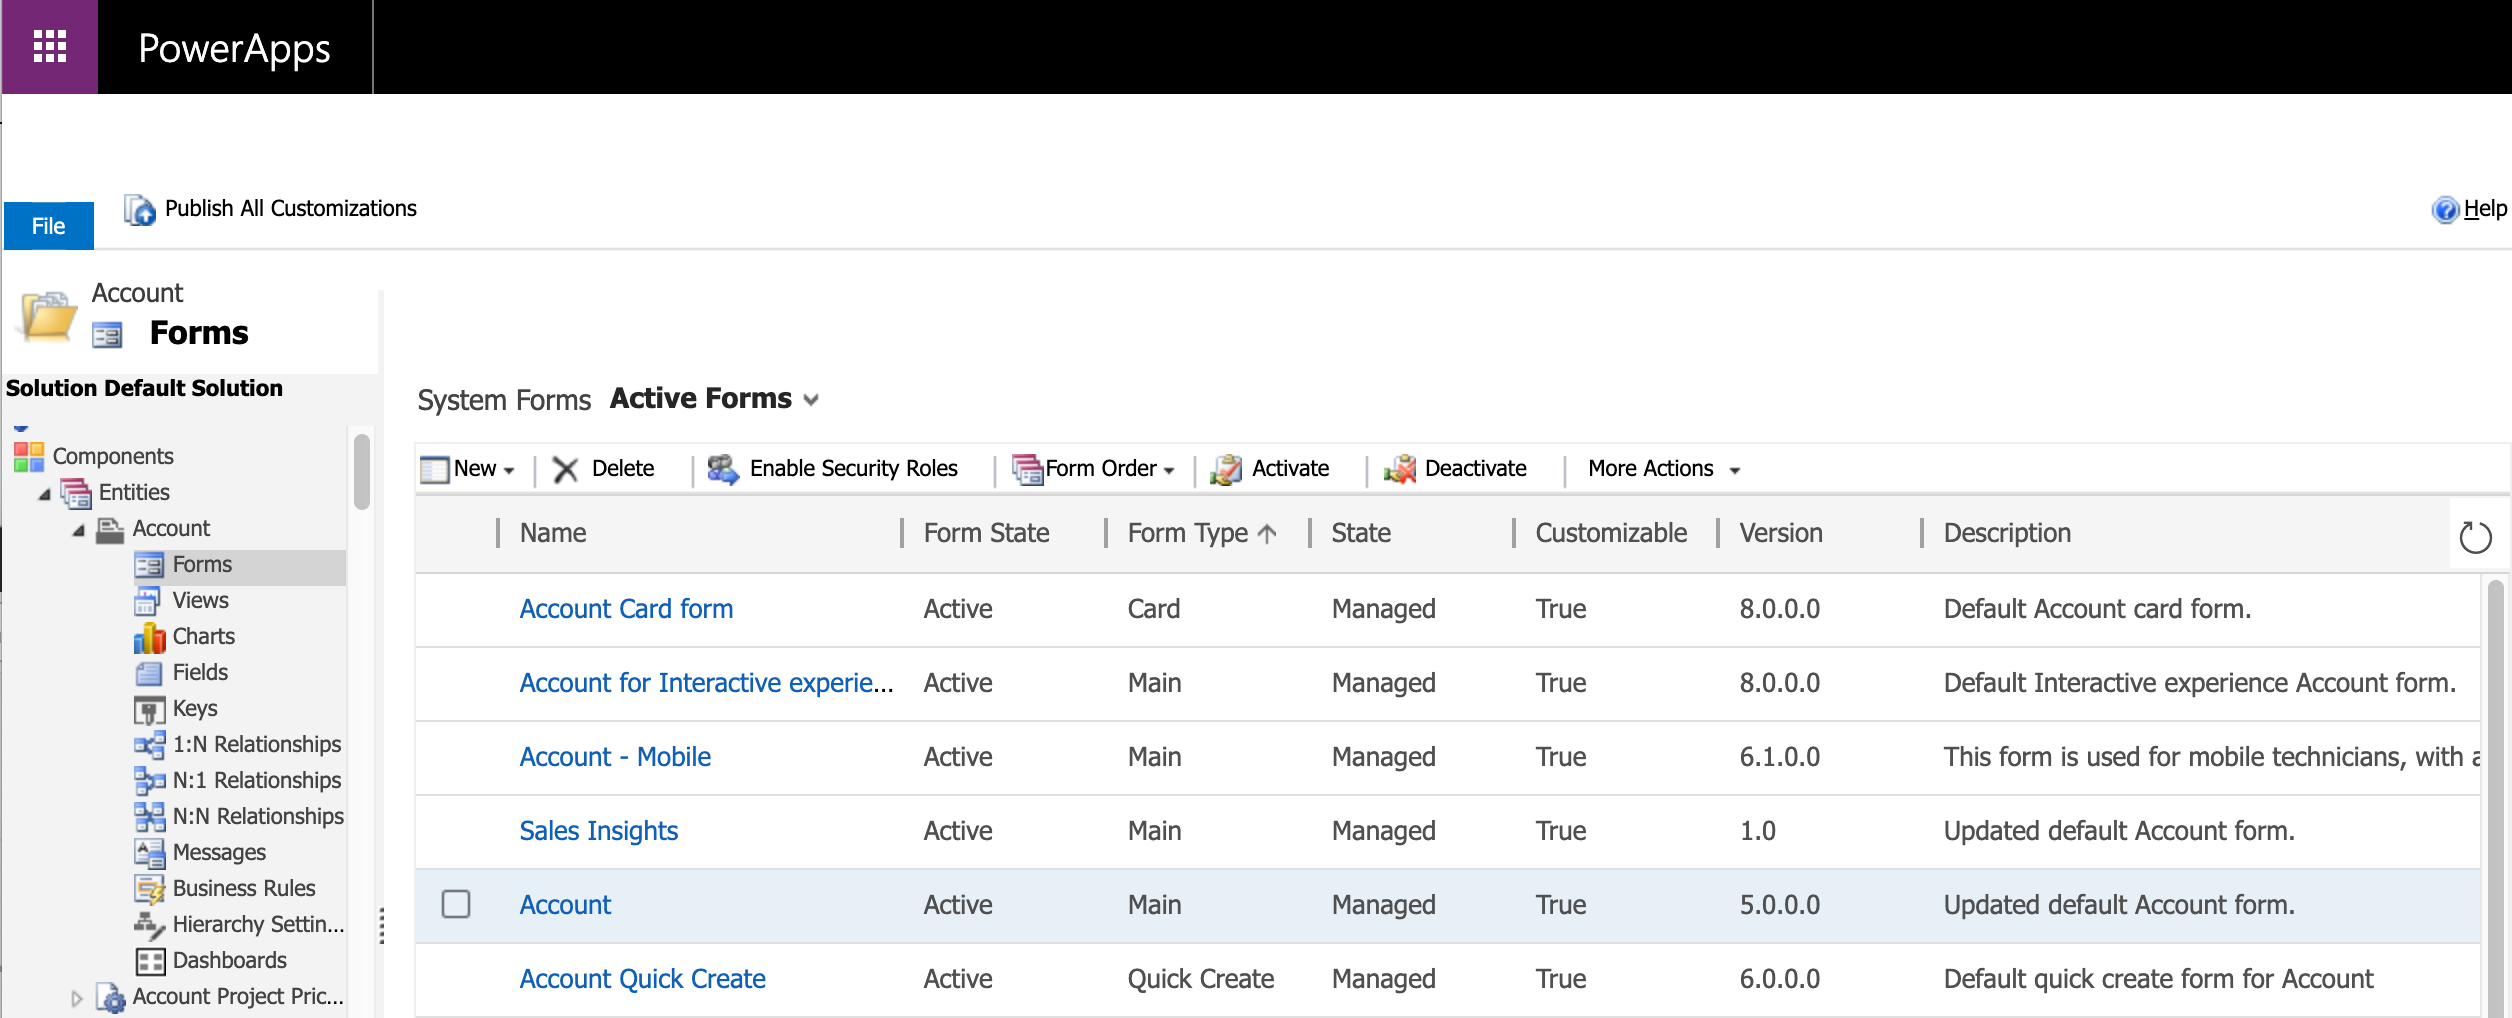 PowerApps
File
Publish All Customizations
Help
Account
Forms
Solution Default Solution
Components
Entities
Account
Forms
Views
Charts
Fields
Keys
1:N Relationships
N:1 Relationships
N:N Relationships
Messages
Business Rules
Hierarchy Settin...
Dashboards
Account Project Pric...
System Forms Active Forms
New Delete Enable Security Roles Form Order Activate Deactivate More Actions
Name Form State Form Type State Customizable Version Description
Account Card form Active Card Managed True 8.0.0.0 Default Account card form.
Account for Interactive experie... Active Main Managed True 8.0.0.0 Default Interactive experience Account form.
Account - Mobile Active Main Managed True 6.1.0.0 This form is used for mobile technicians, with a
Sales Insights Active Main Managed True 1.0 Updated default Account form.
Account Active Main Managed True 5.0.0.0 Updated default Account form.
Account Quick Create Active Quick Create Managed True 6.0.0.0 Default quick create form for Account